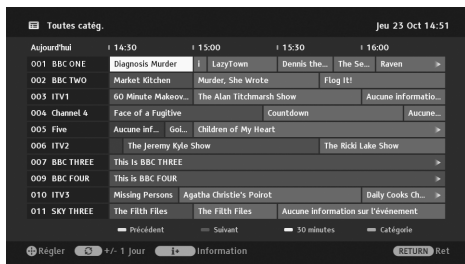 Toutes catég. Jeu 23 Oct 14:51
Aujourd'hui 14:30 15:00 15:30 16:00
001 BBC ONE Diagnosis Murder i LazyTown Dennis the... The Se... Raven
002 BBC TWO Market Kitchen Murder, She Wrote Flog It!
003 ITV1 60 Minute Makeov... The Alan Titchmarsh Show Aucune informatio...
004 Channel 4 Face of a Fugitive Countdown Aucune...
005 Five Aucune inf... Goi... Children of My Heart
006 ITV2 The Jeremy Kyle Show The Ricki Lake Show
007 BBC THREE This Is BBC THREE
009 BBC FOUR This is BBC FOUR
010 ITV3 Missing Persons Agatha Christie's Poirot Daily Cooks Ch...
011 SKY THREE The Filth Files The Filth Files Aucune information sur l'événement
Précédent Suivant 30 minutes Catégorie
Régler +/- 1 Jour i+ Information RETURN Ret